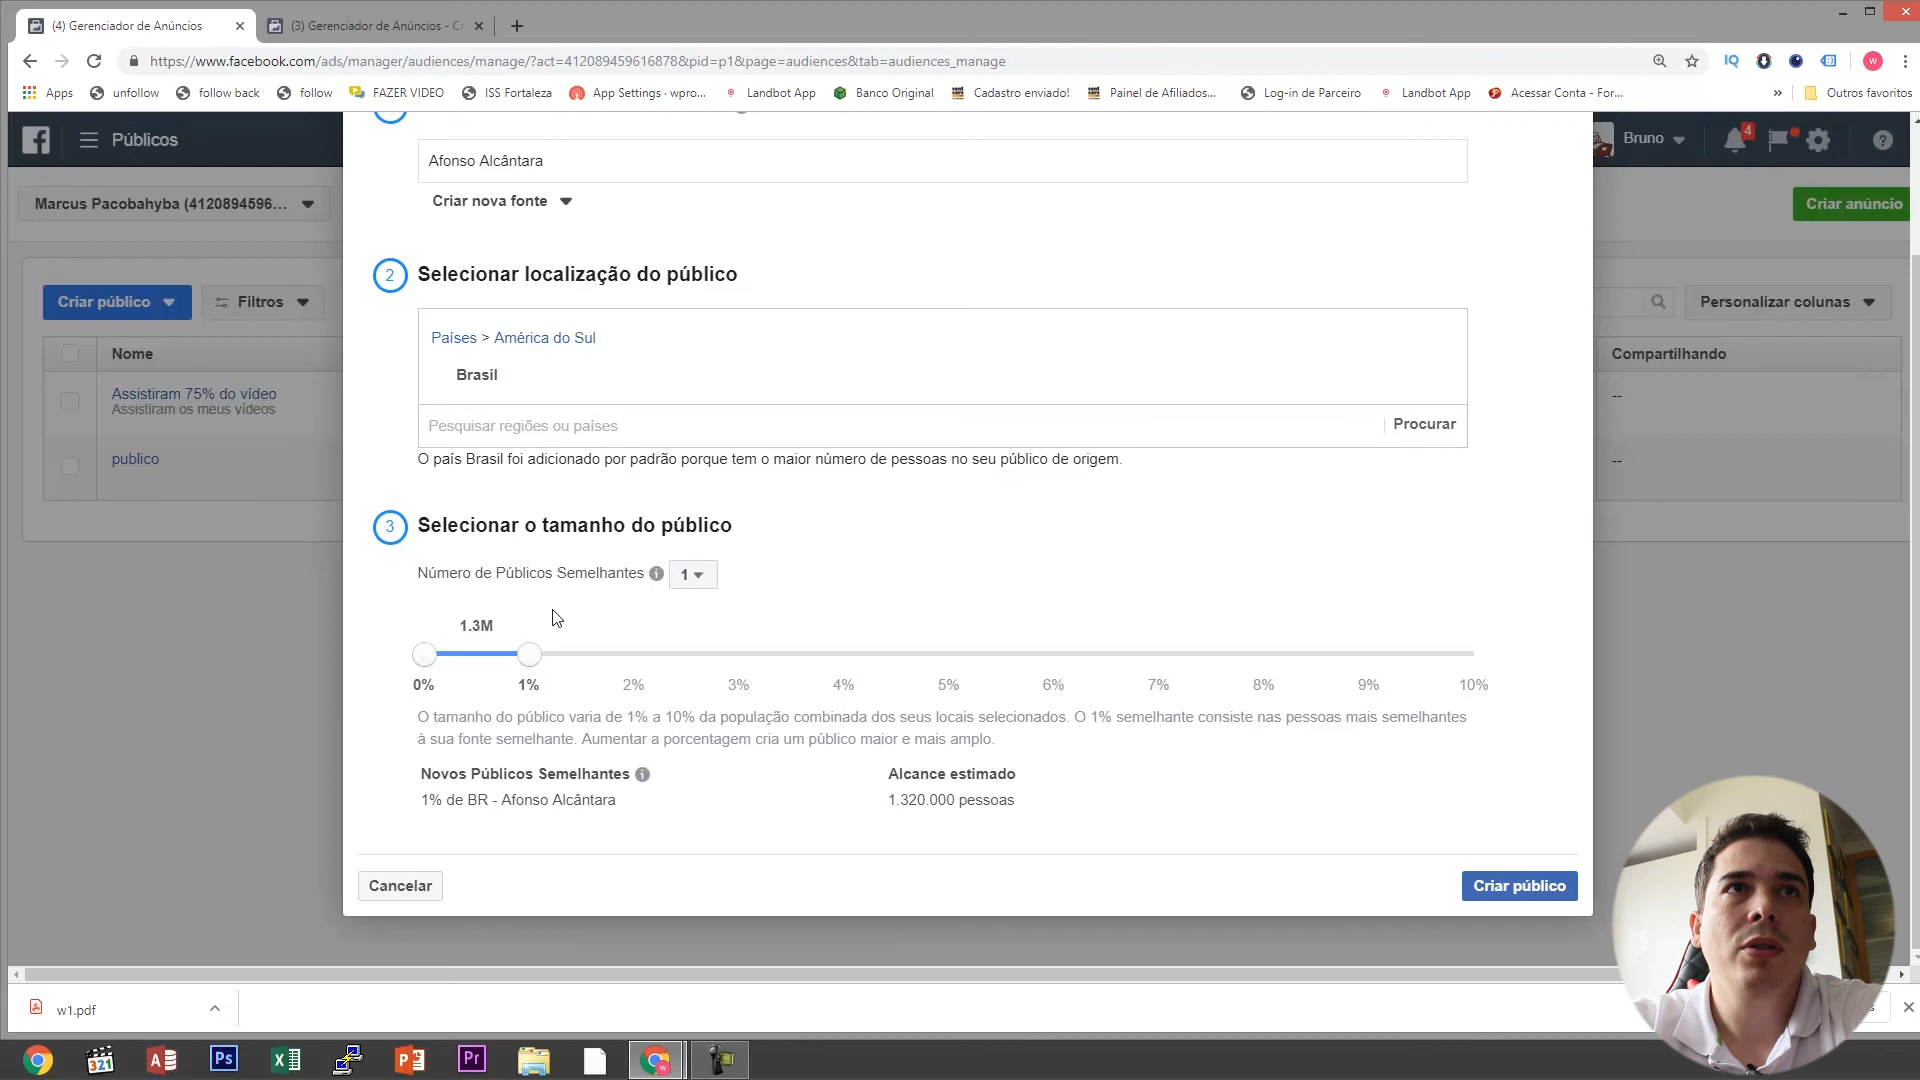 (4) Gerenciador de Anúncios
(3) Gerenciador de Anúncios - C
https://www.facebook.com/ads/manager/audiences/manage/?act=412089459616878&pid=p1&page=audiences&tab=audiences_manage
IQ
W
Apps
unfollow
follow back
follow
FAZER VIDEO
ISS Fortaleza
App Settings · wpro...
Landbot App
Banco Original
Cadastro enviado!
Painel de Afiliados...
Log-in de Parceiro
Landbot App
Acessar Conta - For...
»
Outros favoritos
Públicos
Bruno
4
Marcus Pacobahyba (4120894596...
Criar anúncio
Criar público
Filtros
Personalizar colunas
Nome
Compartilhando
Assistiram 75% do vídeo
Assistiram os meus vídeos
--
publico
--
Afonso Alcântara
Criar nova fonte
2
Selecionar localização do público
Países > América do Sul
Brasil
Pesquisar regiões ou países
Procurar
O país Brasil foi adicionado por padrão porque tem o maior número de pessoas no seu público de origem.
3
Selecionar o tamanho do público
Número de Públicos Semelhantes
1
1.3M
0% 1% 2% 3% 4% 5% 6% 7% 8% 9% 10%
O tamanho do público varia de 1% a 10% da população combinada dos seus locais selecionados. O 1% semelhante consiste nas pessoas mais semelhantes
à sua fonte semelhante. Aumentar a porcentagem cria um público maior e mais amplo.
Novos Públicos Semelhantes
Alcance estimado
1% de BR - Afonso Alcântara
1.320.000 pessoas
Cancelar
Criar público
w1.pdf
321
Ps
Pr